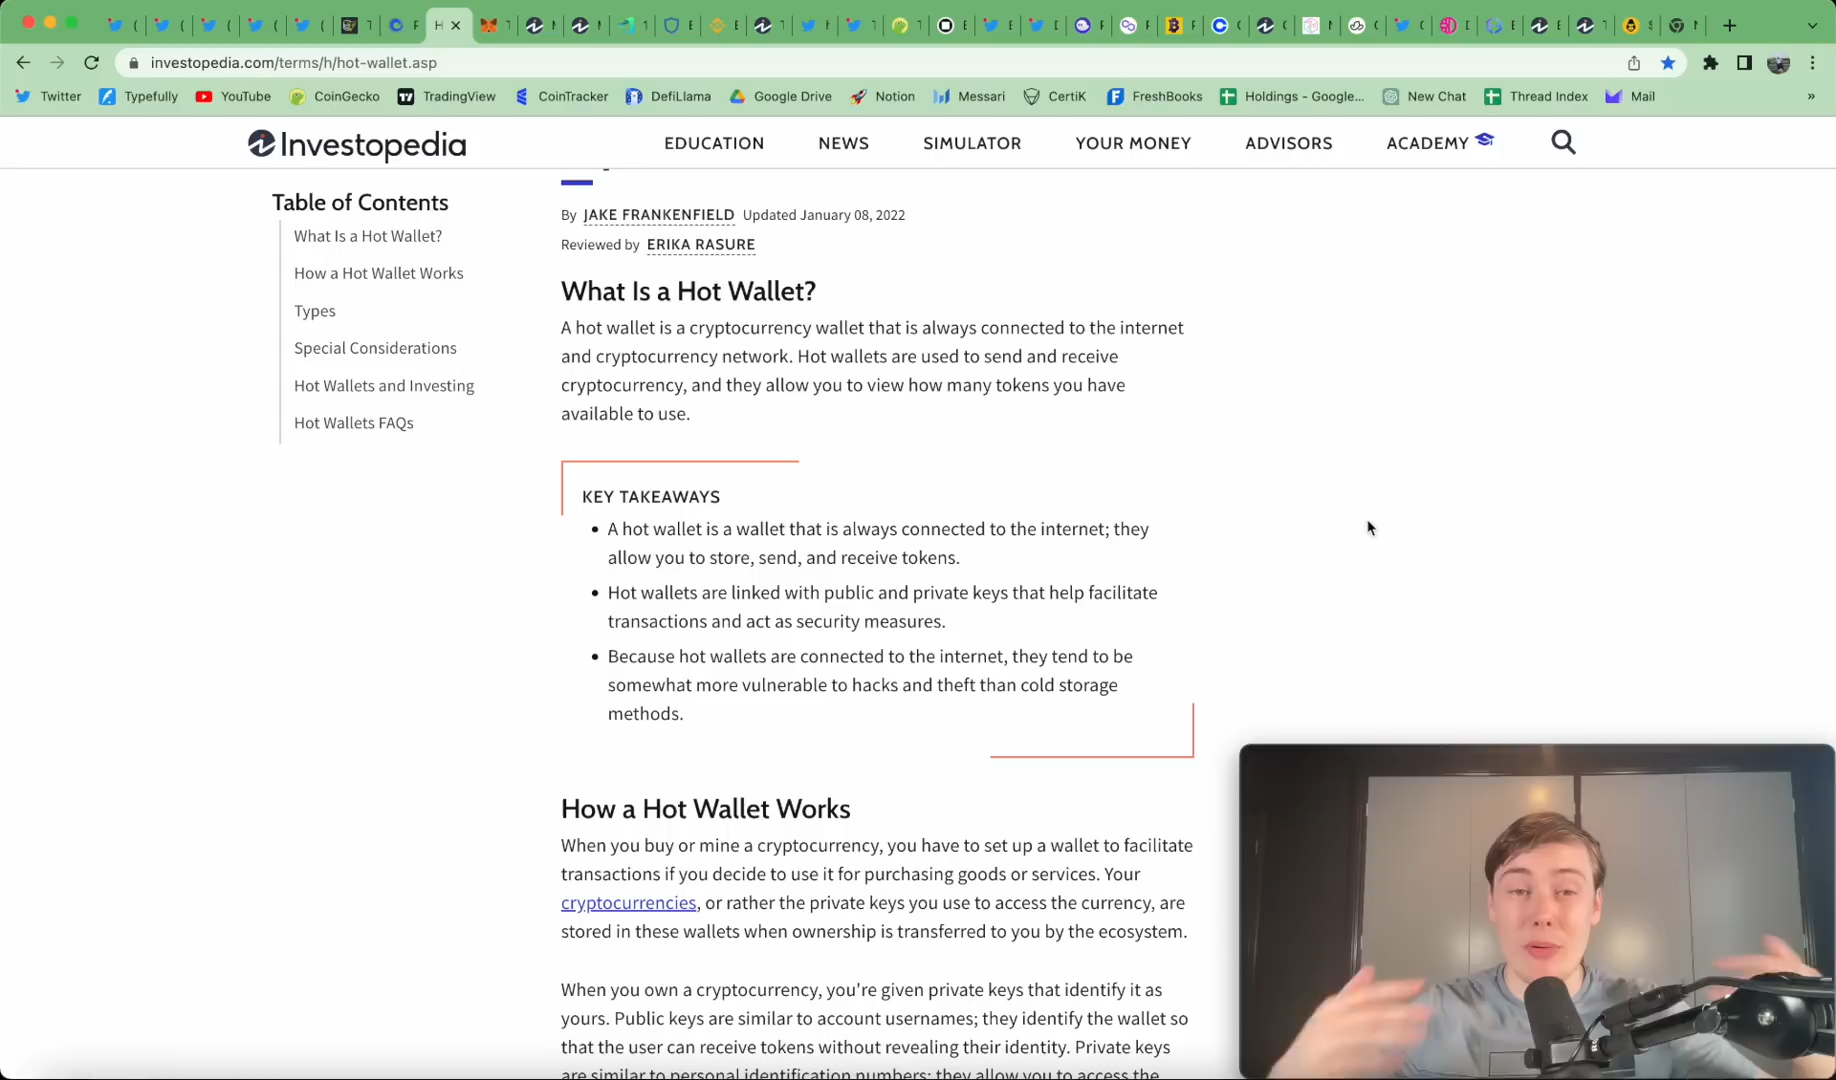 investopedia.com/terms/h/hot-wallet.asp
Twitter Typefully YouTube CoinGecko TradingView CoinTracker DefiLlama Google Drive Notion Messari CertiK FreshBooks Holdings - Google... New Chat Thread Index Mail »
Investopedia EDUCATION NEWS SIMULATOR YOUR MONEY ADVISORS ACADEMY
Table of Contents
What Is a Hot Wallet?
How a Hot Wallet Works
Types
Special Considerations
Hot Wallets and Investing
Hot Wallets FAQs
By JAKE FRANKENFIELD Updated January 08, 2022
Reviewed by ERIKA RASURE
What Is a Hot Wallet?
A hot wallet is a cryptocurrency wallet that is always connected to the internet
and cryptocurrency network. Hot wallets are used to send and receive
cryptocurrency, and they allow you to view how many tokens you have
available to use.
KEY TAKEAWAYS
• A hot wallet is a wallet that is always connected to the internet; they
allow you to store, send, and receive tokens.
• Hot wallets are linked with public and private keys that help facilitate
transactions and act as security measures.
• Because hot wallets are connected to the internet, they tend to be
somewhat more vulnerable to hacks and theft than cold storage
methods.
How a Hot Wallet Works
When you buy or mine a cryptocurrency, you have to set up a wallet to facilitate
transactions if you decide to use it for purchasing goods or services. Your
cryptocurrencies, or rather the private keys you use to access the currency, are
stored in these wallets when ownership is transferred to you by the ecosystem.
When you own a cryptocurrency, you're given private keys that identify it as
yours. Public keys are similar to account usernames; they identify the wallet so
that the user can receive tokens without revealing their identity. Private keys
are similar to personal identification numbers; they allow you to access the